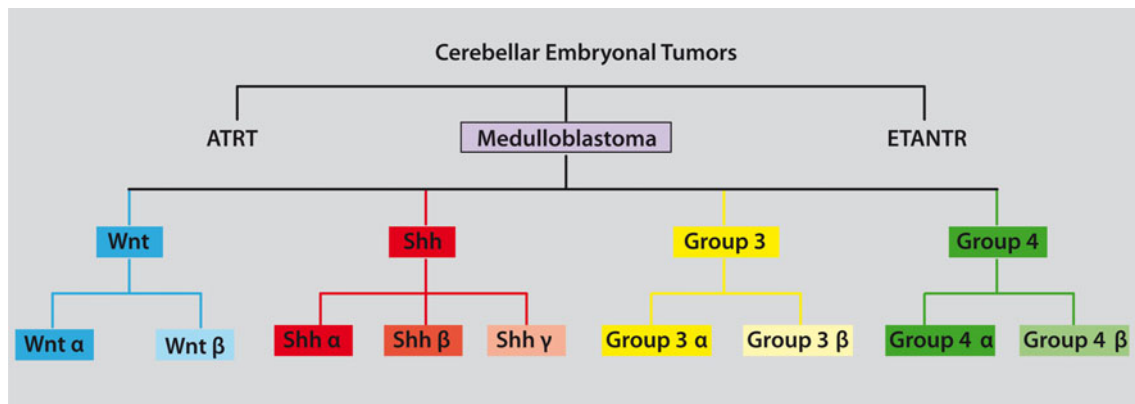 Cerebellar Embryonal Tumors
ATRT
Medulloblastoma
ETANTR
Wnt
Shh
Group 3
Group 4
Wnt α
Wnt β
Shh α
Shh β
Shh γ
Group 3 α
Group 3 β
Group 4 α
Group 4 β